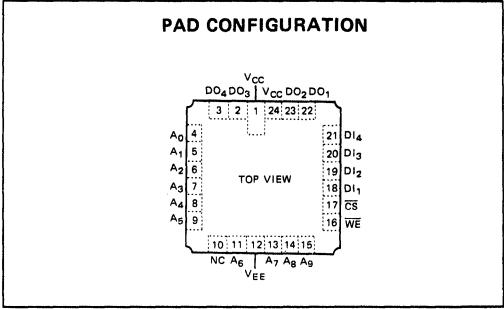 PAD CONFIGURATION
VCC
DO4 DO3 VCC DO2 DO1
3 2 1 24 23 22
A0 4 21 DI4
A1 5 20 DI3
A2 6 19 DI2
A3 7 TOP VIEW 18 DI1
A4 8 17 CS
A5 9 16 WE
10 11 12 13 14 15
NC A6 A7 A8 A9
VEE